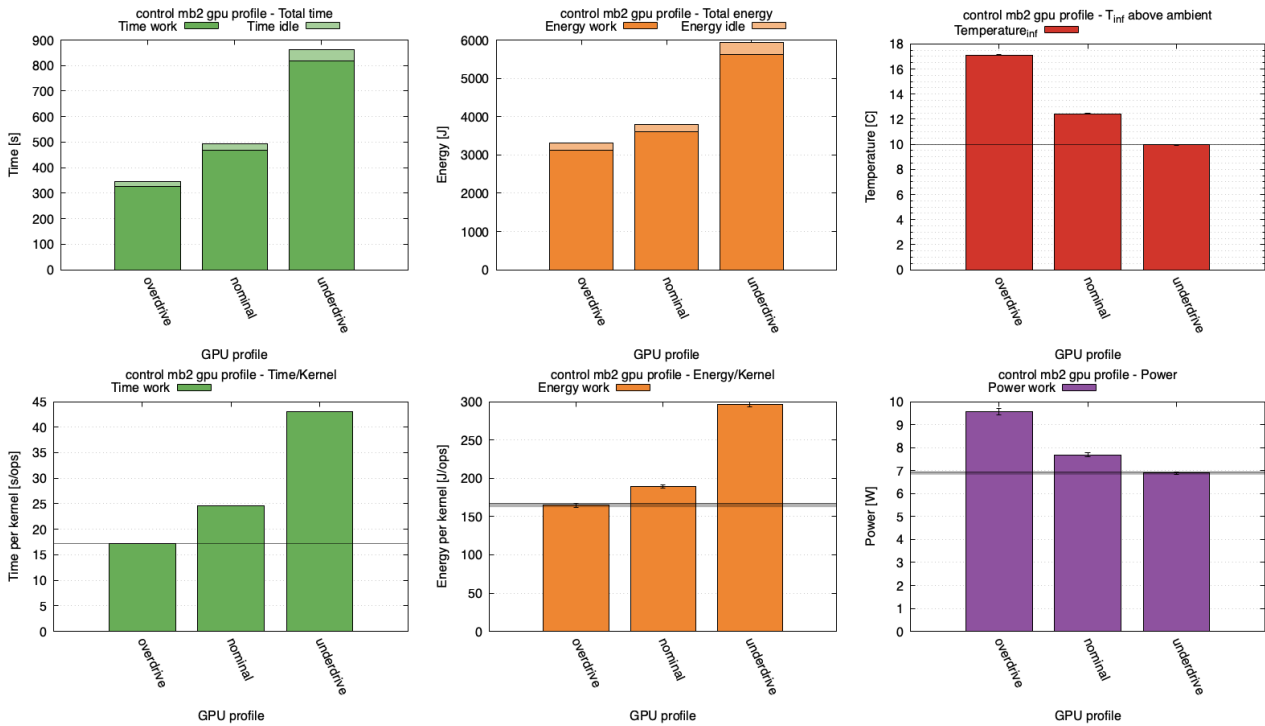 control mb2 gpu profile - Total time
Time work Time idle
900
800
700
600
500
400
300
200
100
0
Time [s]
overdrive
nominal
underdrive
GPU profile
control mb2 gpu profile - Total energy
Energy work Energy idle
6000
5000
4000
3000
2000
1000
0
Energy [J]
overdrive
nominal
underdrive
GPU profile
control mb2 gpu profile - Tinf above ambient
Temperatureinf
18
16
14
12
10
8
6
4
2
0
Temperature [C]
overdrive
nominal
underdrive
GPU profile
control mb2 gpu profile - Time/Kernel
Time work
45
40
35
30
25
20
15
10
5
0
Time per kernel [s/ops]
overdrive
nominal
underdrive
GPU profile
control mb2 gpu profile - Energy/Kernel
Energy work
300
250
200
150
100
50
0
Energy per kernel [J/ops]
overdrive
nominal
underdrive
GPU profile
control mb2 gpu profile - Power
Power work
10
9
8
7
6
5
4
3
2
1
0
Power [W]
overdrive
nominal
underdrive
GPU profile